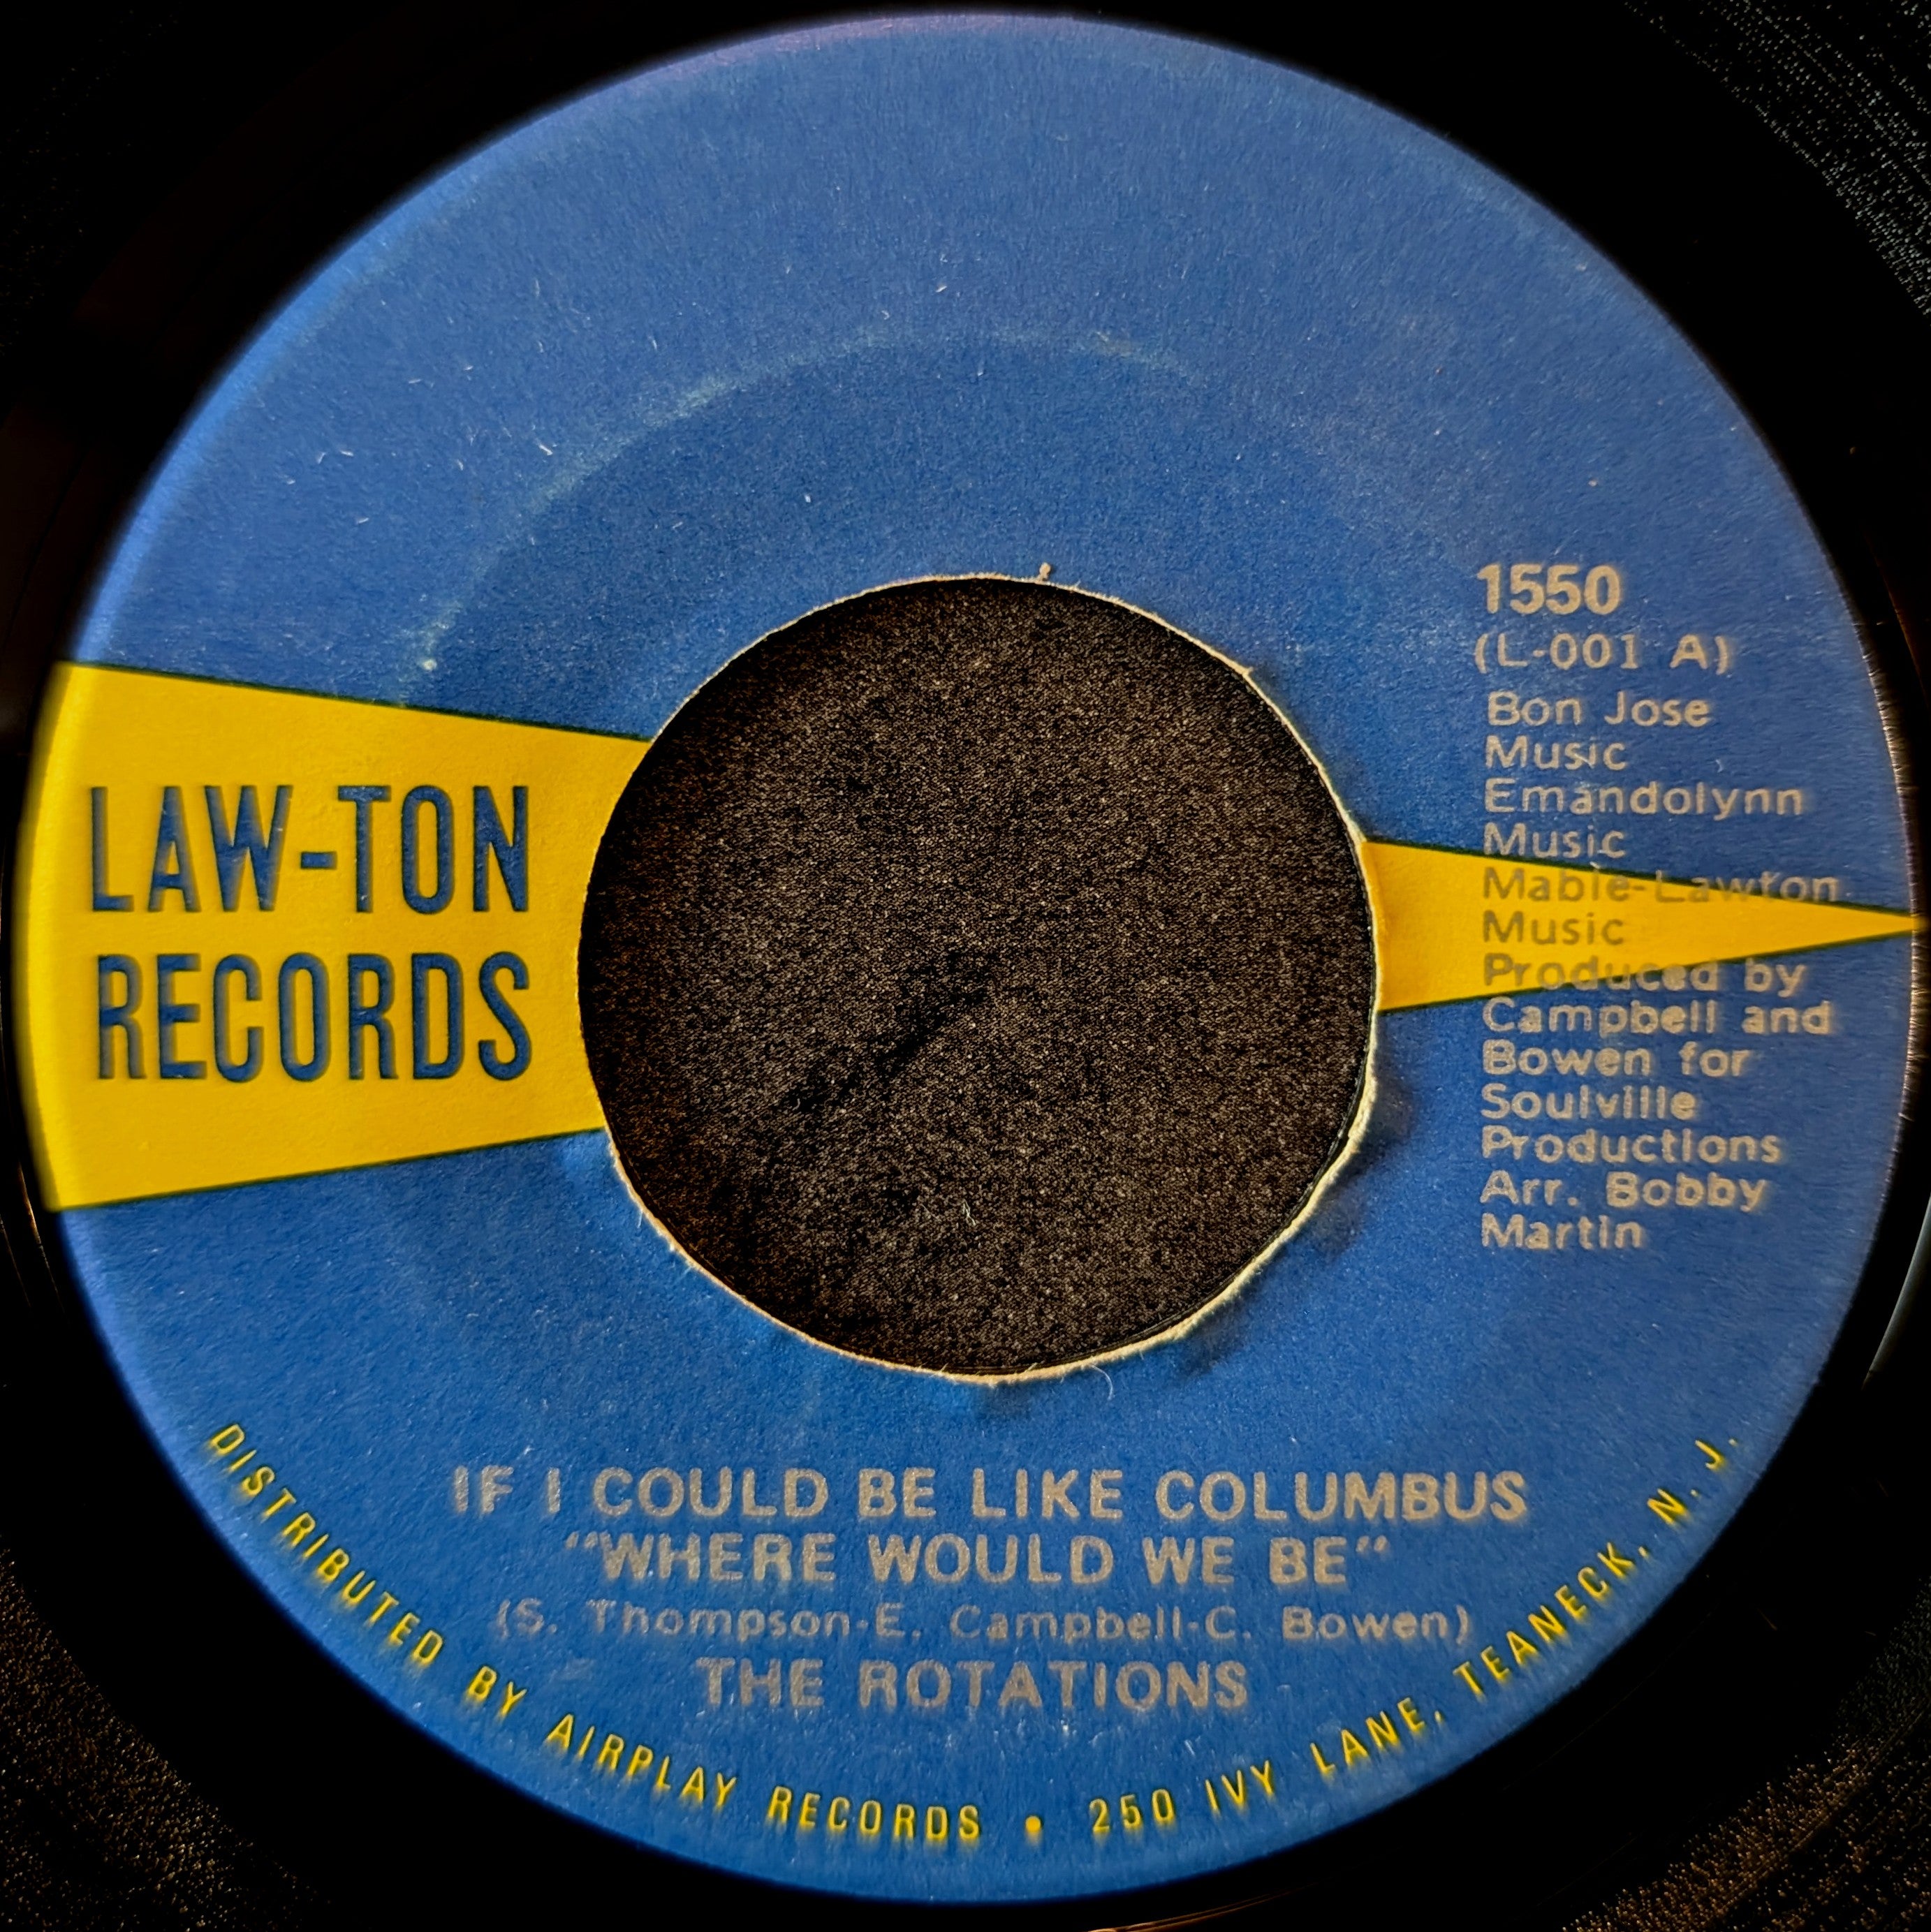 LAW-TON
RECORDS
1550
(L-001 A)
Bon Jose
Music
Emandolynn
Music
Mable-Lawton
Music
Produced by
Campbell and
Bowen for
Soulville
Productions
Arr. Bobby
Martin
IF I COULD BE LIKE COLUMBUS
"WHERE WOULD WE BE"
(S. Thompson-E. Campbell-C. Bowen)
THE ROTATIONS
DISTRIBUTED BY AIRPLAY RECORDS • 250 IVY LANE, TEANECK, N. J.